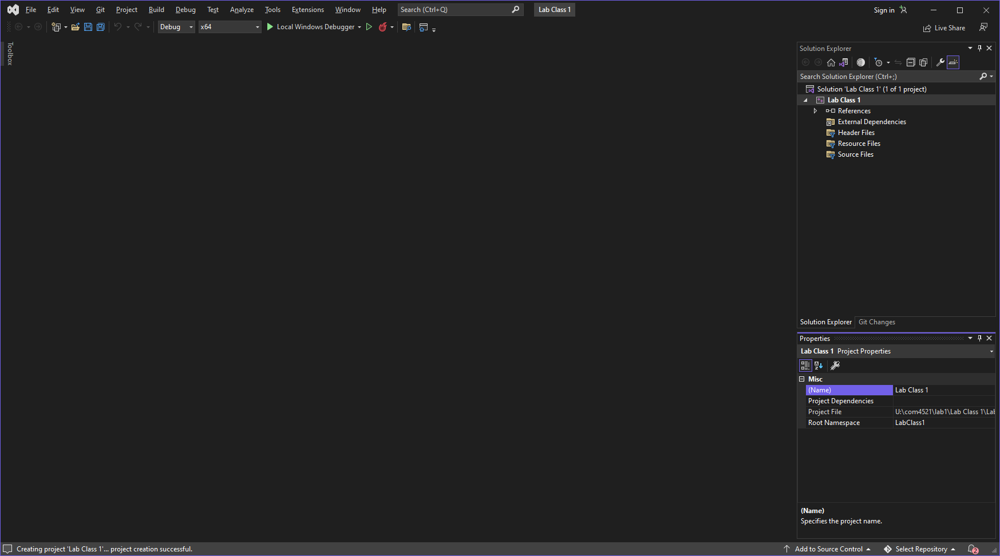 File Edit View Git Project Build Debug Test Analyze Tools Extensions Window Help Search (Ctrl+Q) Lab Class 1 Sign in
Debug x64 Local Windows Debugger Live Share
Toolbox
Solution Explorer
Search Solution Explorer (Ctrl+;)
Solution 'Lab Class 1' (1 of 1 project)
Lab Class 1
References
External Dependencies
Header Files
Resource Files
Source Files
Solution Explorer Git Changes
Properties
Lab Class 1 Project Properties
Misc
(Name) Lab Class 1
Project Dependencies
Project File U:\com4521\lab1\Lab Class 1\Lab
Root Namespace LabClass1
(Name)
Specifies the project name.
Creating project 'Lab Class 1'... project creation successful. Add to Source Control Select Repository 2